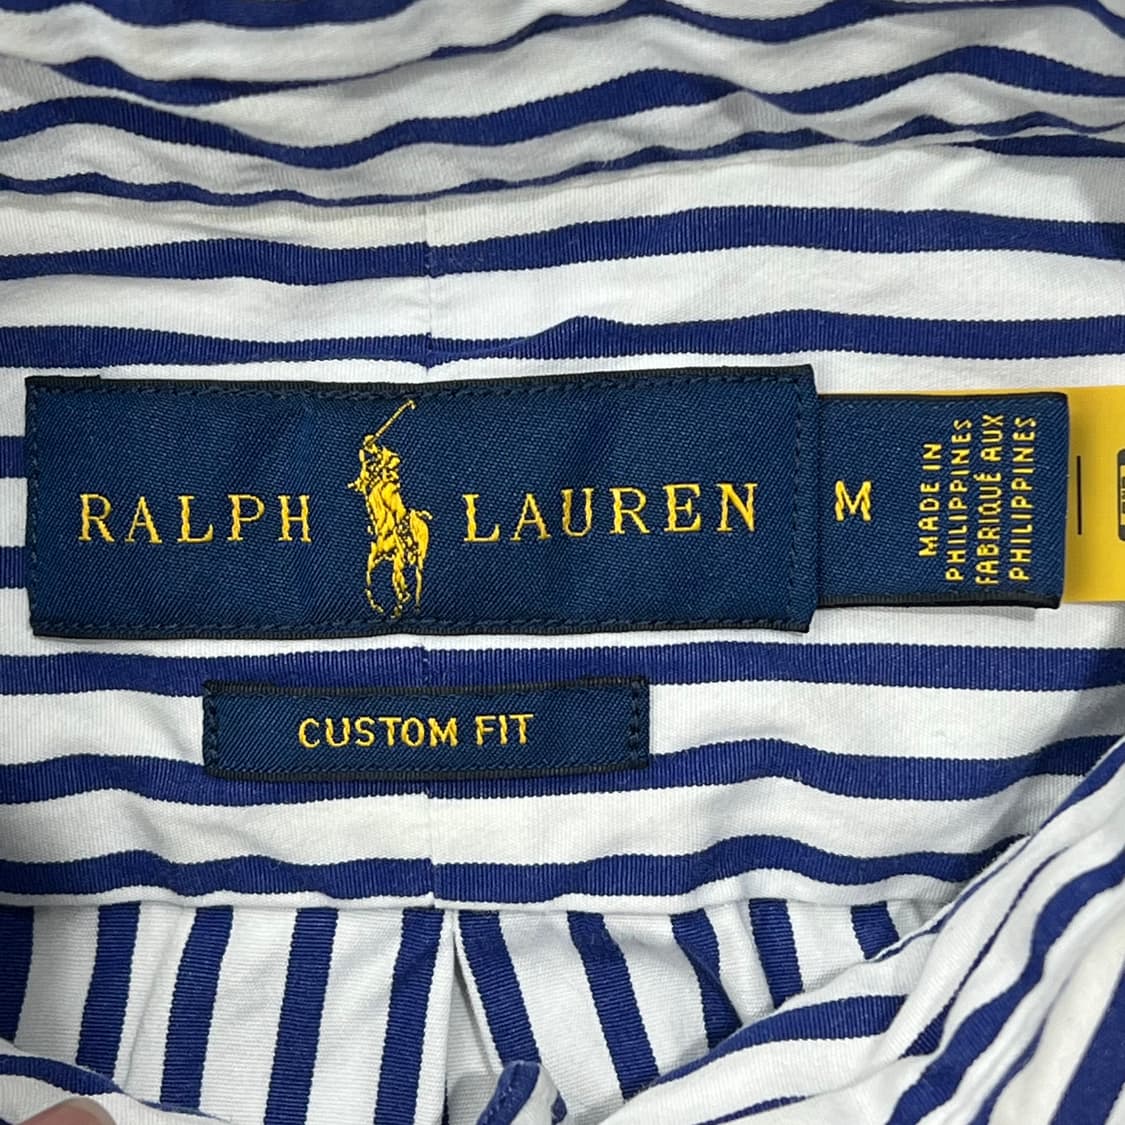 RALPH LAUREN
M
MADE IN
PHILIPPINES
FABRIQUÉ AUX
PHILIPPINES
CUSTOM FIT